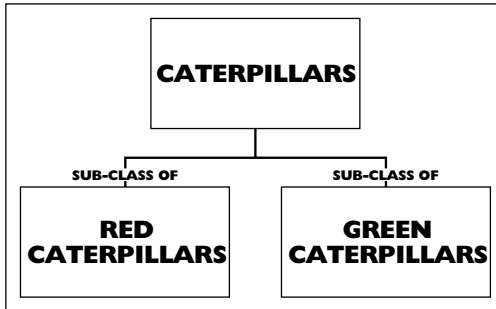 CATERPILLARS
SUB-CLASS OF
SUB-CLASS OF
RED
CATERPILLARS
GREEN
CATERPILLARS